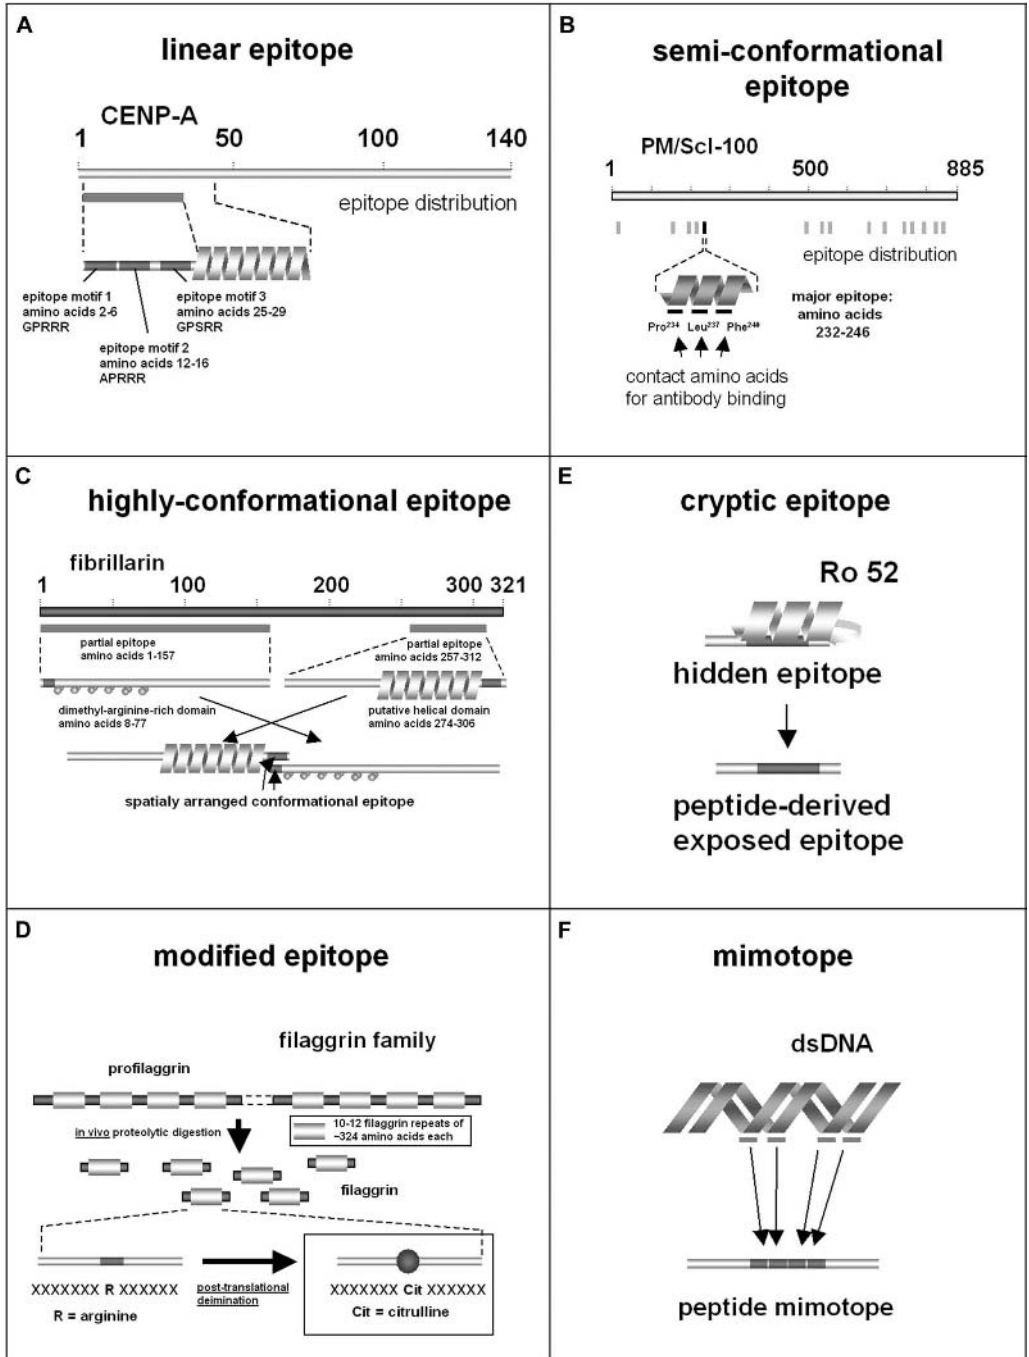 A
linear epitope
CENP-A
1 50 100 140
epitope distribution
epitope motif 1
amino acids 2-6
GPRRR
epitope motif 3
amino acids 25-29
GPSRR
epitope motif 2
amino acids 12-16
APRRR
B
semi-conformational
epitope
PM/Scl-100
1 500 885
epitope distribution
major epitope:
amino acids
232-246
Pro234 Leu237 Phe240
contact amino acids
for antibody binding
C
highly-conformational epitope
fibrillarin
1 100 200 300 321
partial epitope
amino acids 1-157
partial epitope
amino acids 257-312
dimethyl-arginine-rich domain
amino acids 8-77
putative helical domain
amino acids 274-306
spatialy arranged conformational epitope
E
cryptic epitope
Ro 52
hidden epitope
peptide-derived
exposed epitope
D
modified epitope
filaggrin family
profilaggrin
in vivo proteolytic digestion
10-12 filaggrin repeats of
~324 amino acids each
filaggrin
XXXXXXX R XXXXXX
R = arginine
post-translational
deimination
XXXXXXX Cit XXXXXX
Cit = citrulline
F
mimotope
dsDNA
peptide mimotope